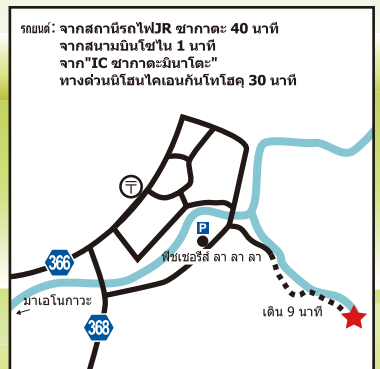 รถยนต์: จากสถานีรถไฟJR ซากาตะ 40 นาที
จากสนามบินโชไน 1 นาที
จาก"IC ซากาตะมินาโตะ"
ทางด่วนนิโฮนไคเอนกันโทโฮคุ 30 นาที
〒
P
ฟิชเชอรีส์ ลา ลา ลา
366
มาเอโนกาวะ
เดิน 9 นาที
368